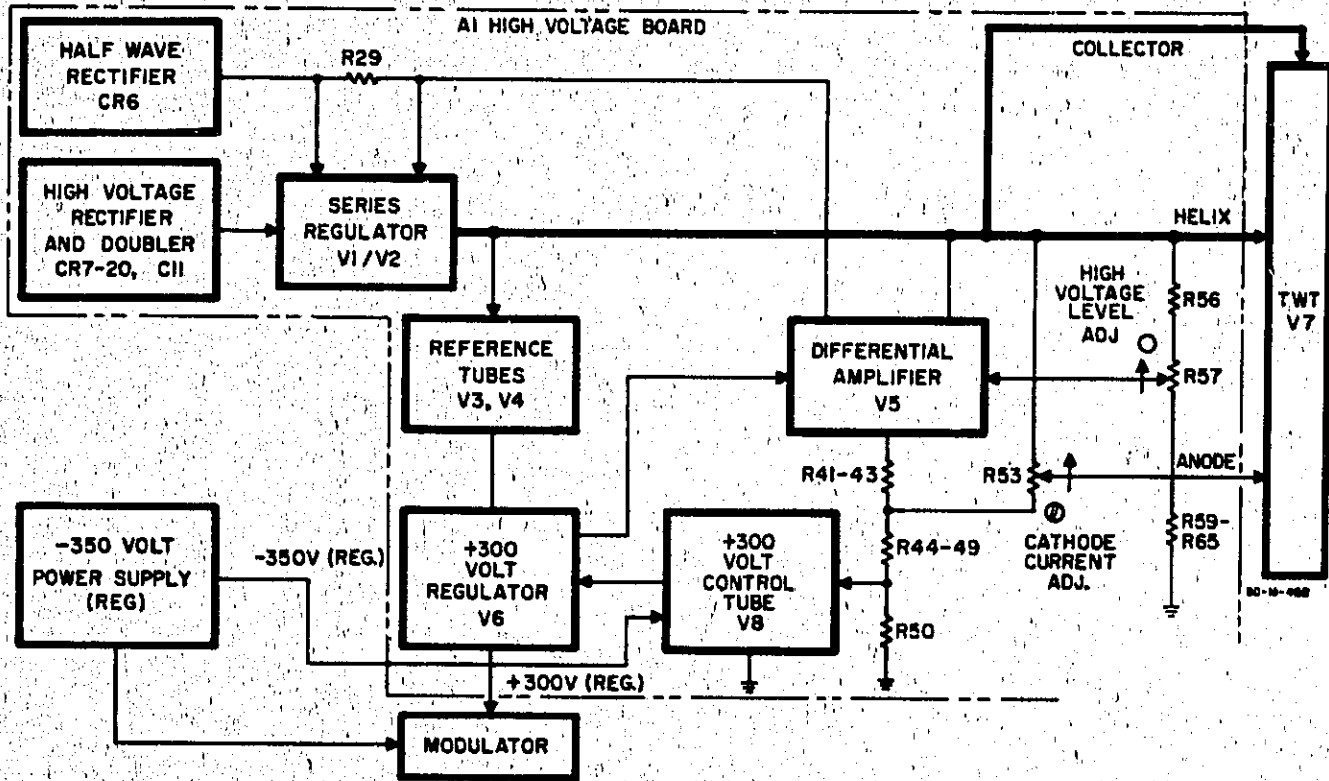 A1 HIGH VOLTAGE BOARD
HALF WAVE
RECTIFIER
CR6
R29
COLLECTOR
HIGH VOLTAGE
RECTIFIER
AND DOUBLER
CR7-20, C11
SERIES
REGULATOR
V1/V2
HELIX
HIGH
VOLTAGE
LEVEL
ADJ
R56
R57
TWT
V7
REFERENCE
TUBES
V3, V4
DIFFERENTIAL
AMPLIFIER
V5
R41-43
R53
ANODE
-350 VOLT
POWER SUPPLY
(REG)
-350V (REG.)
+300
VOLT
REGULATOR
V6
+300
VOLT
CONTROL
TUBE
V8
R44-49
CATHODE
CURRENT
ADJ.
R59-
R65
R50
+300V (REG.)
MODULATOR